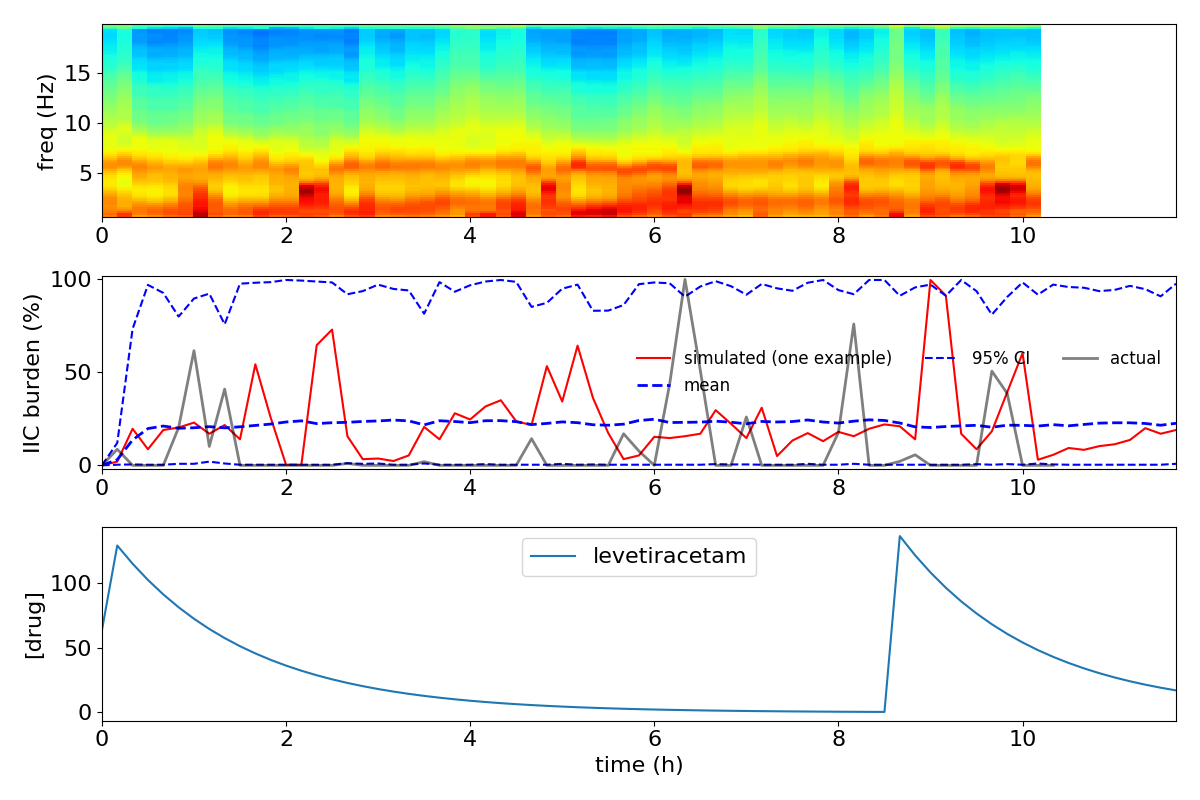 15
10
5
freq (Hz)
0 2 4 6 8 10
100
50
0
IIC burden (%)
simulated (one example) 95% CI actual
mean
0 2 4 6 8 10
levetiracetam
100
50
0
[drug]
0 2 4 6 8 10
time (h)